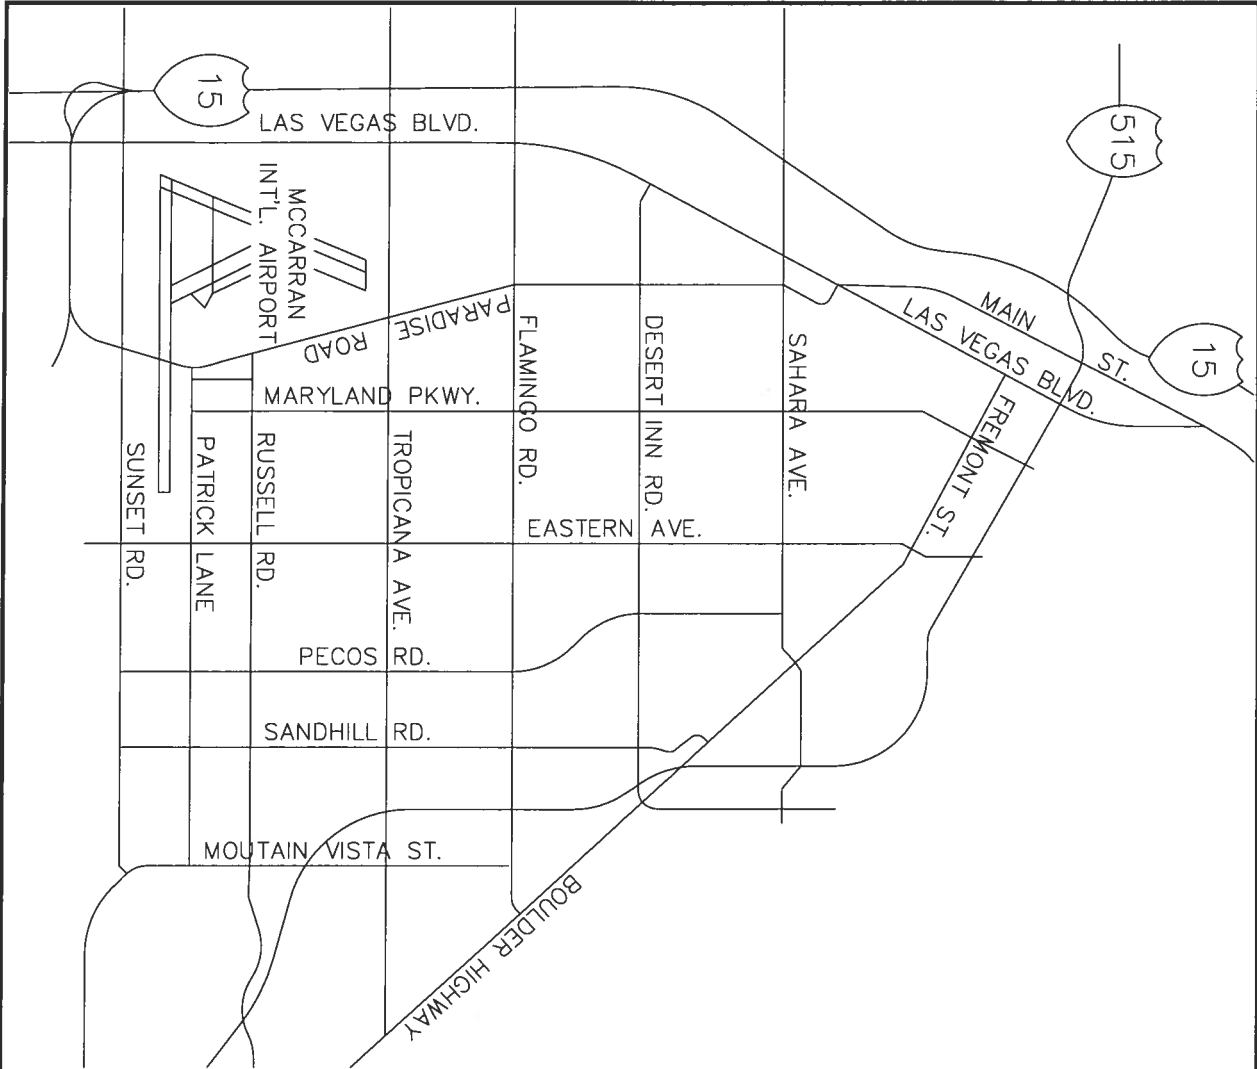 15
LAS VEGAS BLVD.
515
MCCARRAN
INT'L. AIRPORT
PARADISE
ROAD
MAIN
ST.
LAS VEGAS BLVD.
15
FLAMINGO RD.
DESERT INN RD.
SAHARA AVE.
MARYLAND PKWY.
FREMONT ST.
SUNSET RD.
PATRICK LANE
RUSSELL RD.
TROPICANA AVE.
EASTERN AVE.
PECOS RD.
SANDHILL RD.
MOUTAIN VISTA ST.
BOULDER HIGHWAY